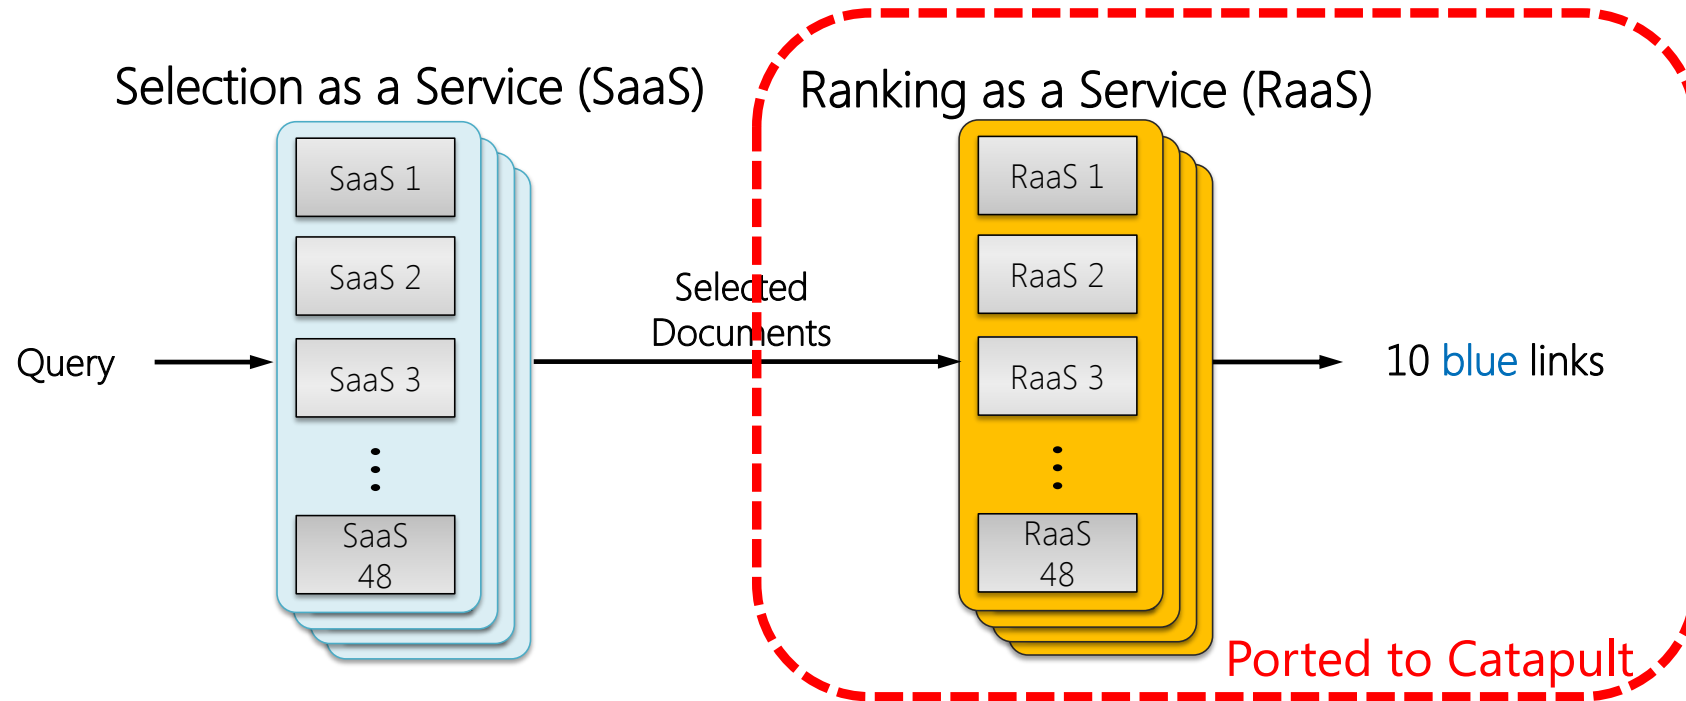 Selection as a Service (SaaS)
Ranking as a Service (RaaS)
SaaS 1
SaaS 2
SaaS 3
SaaS
48
Query
Selected
Documents
RaaS 1
RaaS 2
RaaS 3
RaaS
48
10 blue links
Ported to Catapult